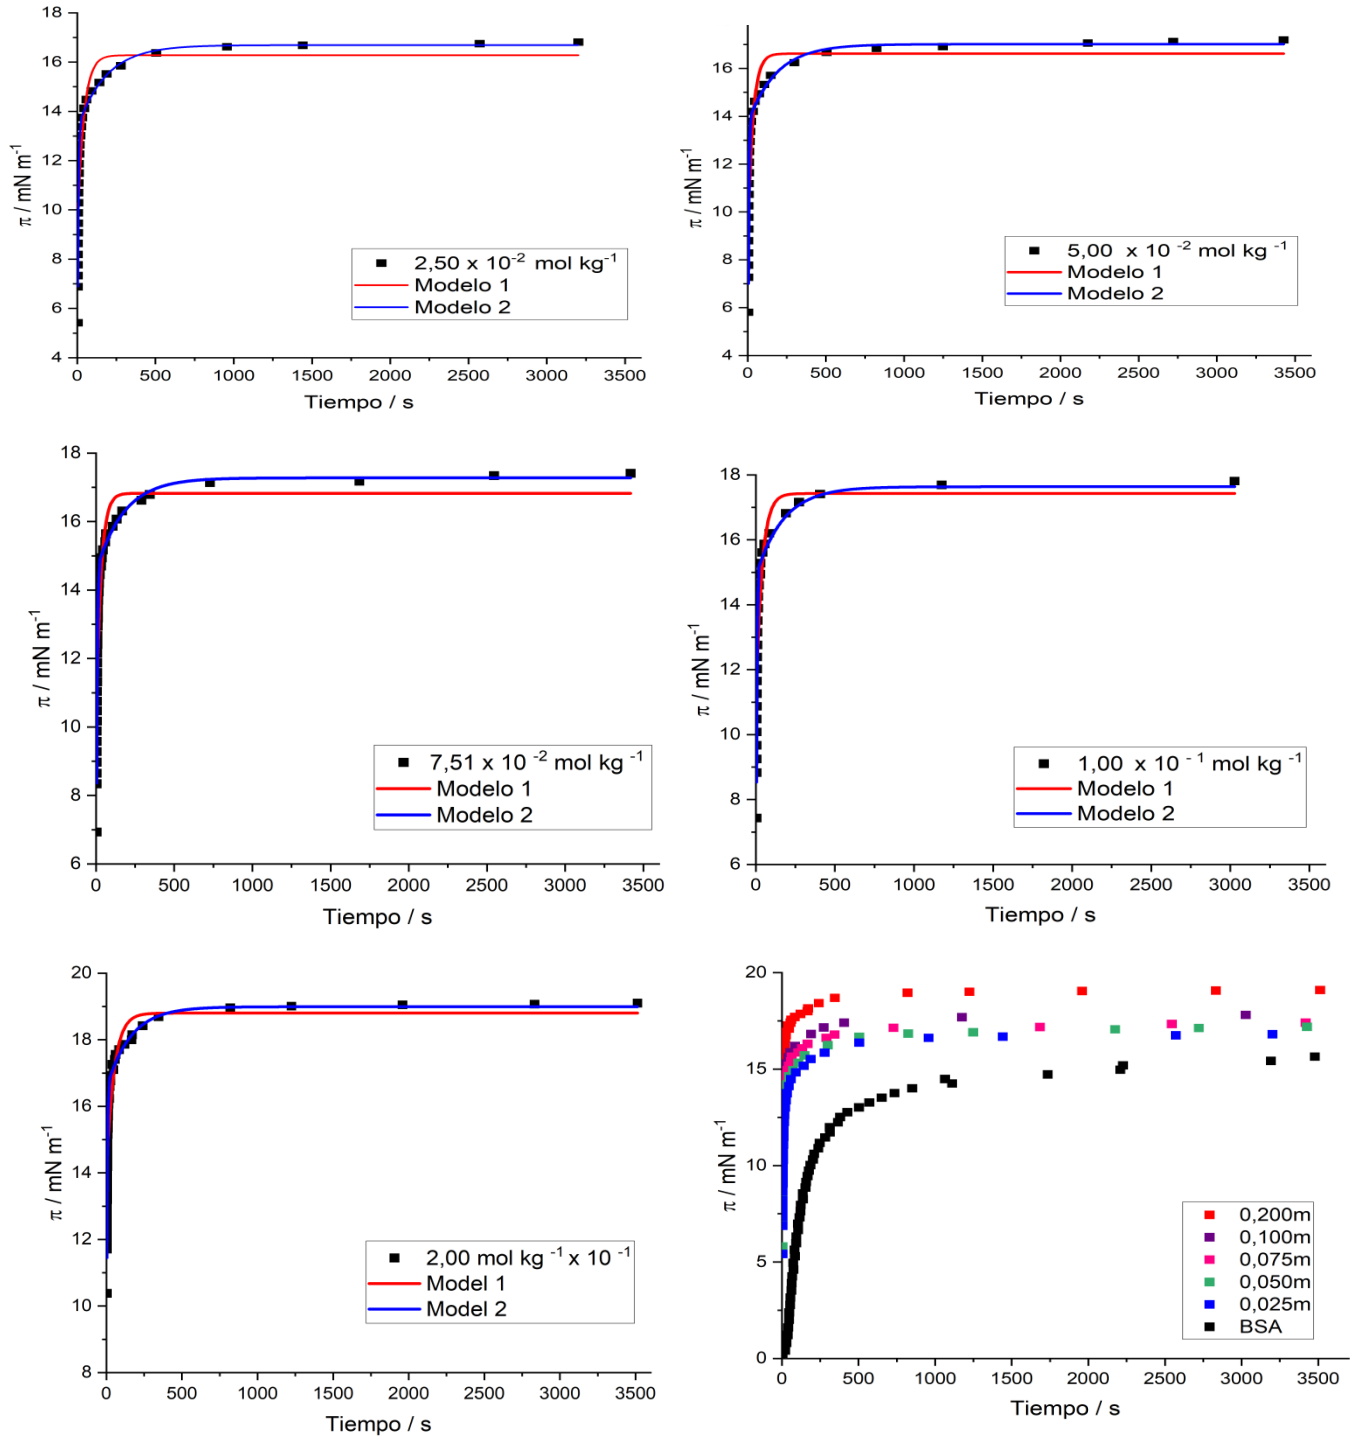 18
16
14
12
10
8
6
4
π / mN m-1
0 500 1000 1500 2000 2500 3000 3500
Tiempo / s
2,50 x 10-2 mol kg-1
Modelo 1
Modelo 2
16
14
12
10
8
6
4
π / mN m-1
0 500 1000 1500 2000 2500 3000 3500
Tiempo / s
5,00 x 10-2 mol kg-1
Modelo 1
Modelo 2
18
16
14
12
10
8
6
π / mN m-1
0 500 1000 1500 2000 2500 3000 3500
Tiempo / s
7,51 x 10 -2 mol kg -1
Modelo 1
Modelo 2
18
16
14
12
10
8
6
π / mN m-1
0 500 1000 1500 2000 2500 3000 3500
Tiempo / s
1,00 x 10 - 1 mol kg-1
Modelo 1
Modelo 2
20
18
16
14
12
10
8
π / mN m-1
0 500 1000 1500 2000 2500 3000 3500
Tiempo / s
2,00 mol kg -1 x 10 -1
Model 1
Model 2
20
15
10
5
0
π / mN m-1
0 500 1000 1500 2000 2500 3000 3500
Tiempo / s
0,200m
0,100m
0,075m
0,050m
0,025m
BSA